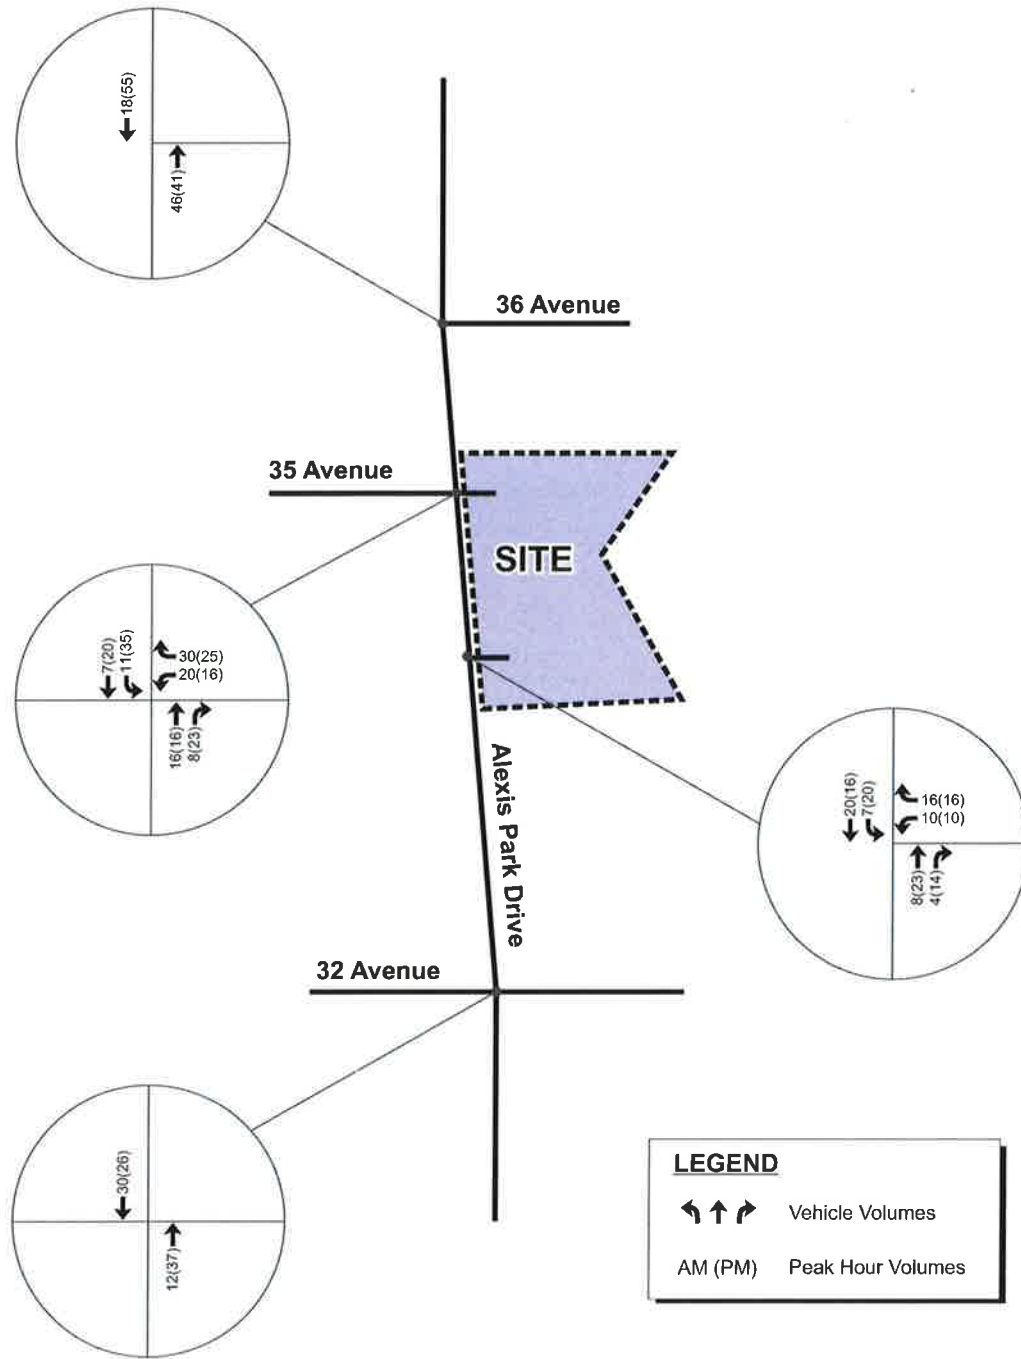 18(55)
46(41)
36 Avenue
35 Avenue
SITE
7(20)
11(35)
30(25)
20(16)
16(16)
8(23)
Alexis Park Drive
20(16)
7(20)
16(16)
10(10)
8(23)
4(14)
32 Avenue
30(26)
12(37)
LEGEND
Vehicle Volumes
AM (PM) Peak Hour Volumes